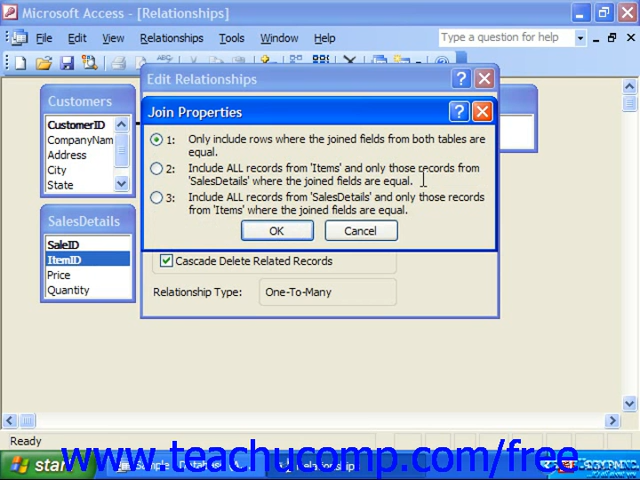 Microsoft Access - [Relationships]
File Edit View Relationships Tools Window Help
Type a question for help
Edit Relationships
Customers
CustomerID
CompanyNam
Address
City
State
Join Properties
1: Only include rows where the joined fields from both tables are
equal.
2: Include ALL records from 'Items' and only those records from
'SalesDetails' where the joined fields are equal.
3: Include ALL records from 'SalesDetails' and only those records
from 'Items' where the joined fields are equal.
OK Cancel
SalesDetails
SaleID
ItemID
Price
Quantity
Cascade Delete Related Records
Relationship Type: One-To-Many
Ready
start
www.teachucomp.com/free